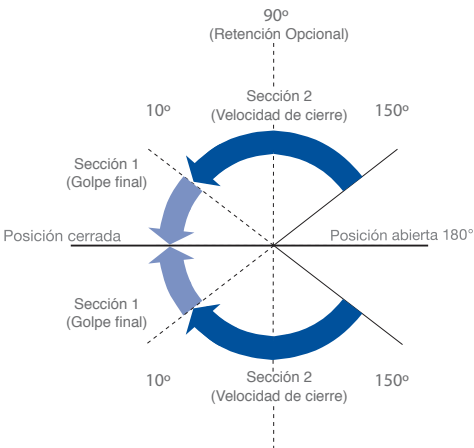 90º
(Retención Opcional)
Sección 2
(Velocidad de cierre)
10º
150º
Sección 1
(Golpe final)
Posición cerrada
Posición abierta 180°
Sección 1
(Golpe final)
10º
Sección 2
(Velocidad de cierre)
150º